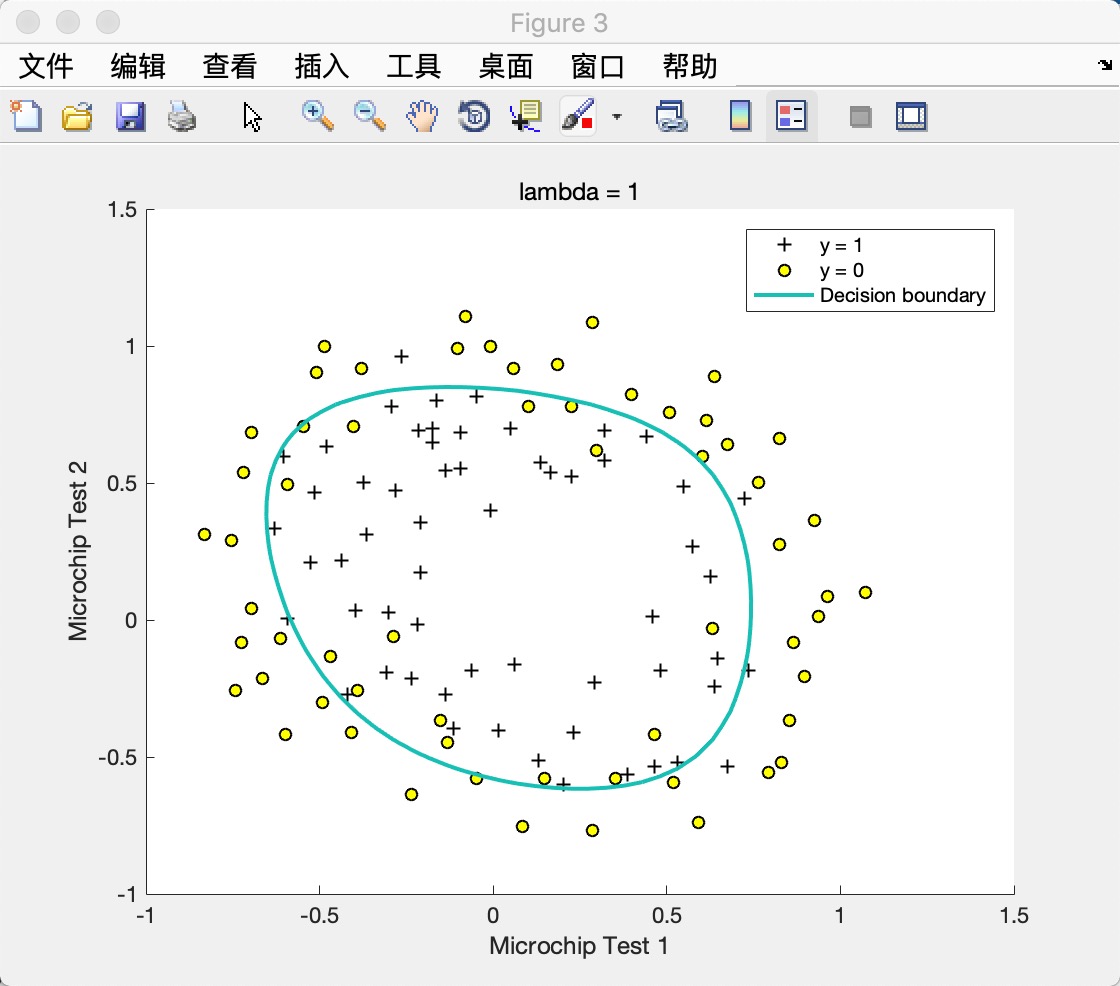 Figure 3
文件 编辑 查看 插入 工具 桌面 窗口 帮助
lambda = 1
1.5
1
0.5
0
-0.5
-1
y = 1
y = 0
Decision boundary
Microchip Test 2
-1 -0.5 0 0.5 1 1.5
Microchip Test 1